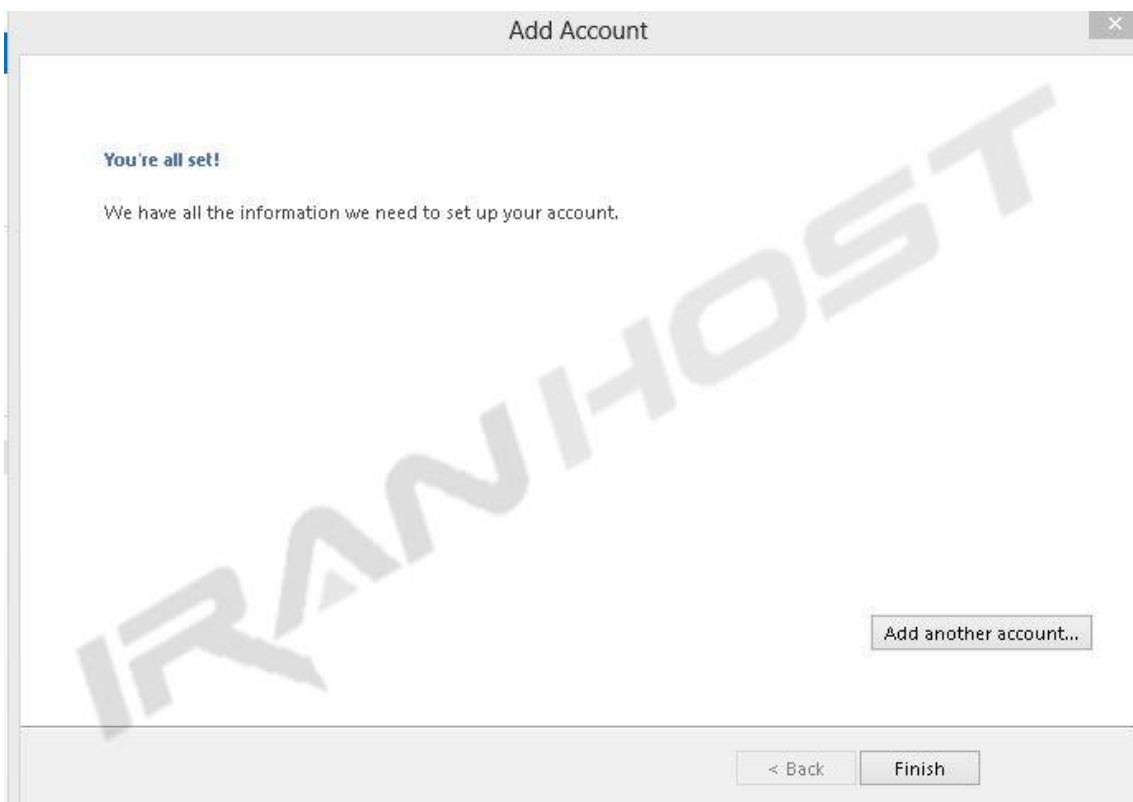 Add Account
You're all set!
We have all the information we need to set up your account.
IRANHOST
Add another account...
< Back
Finish